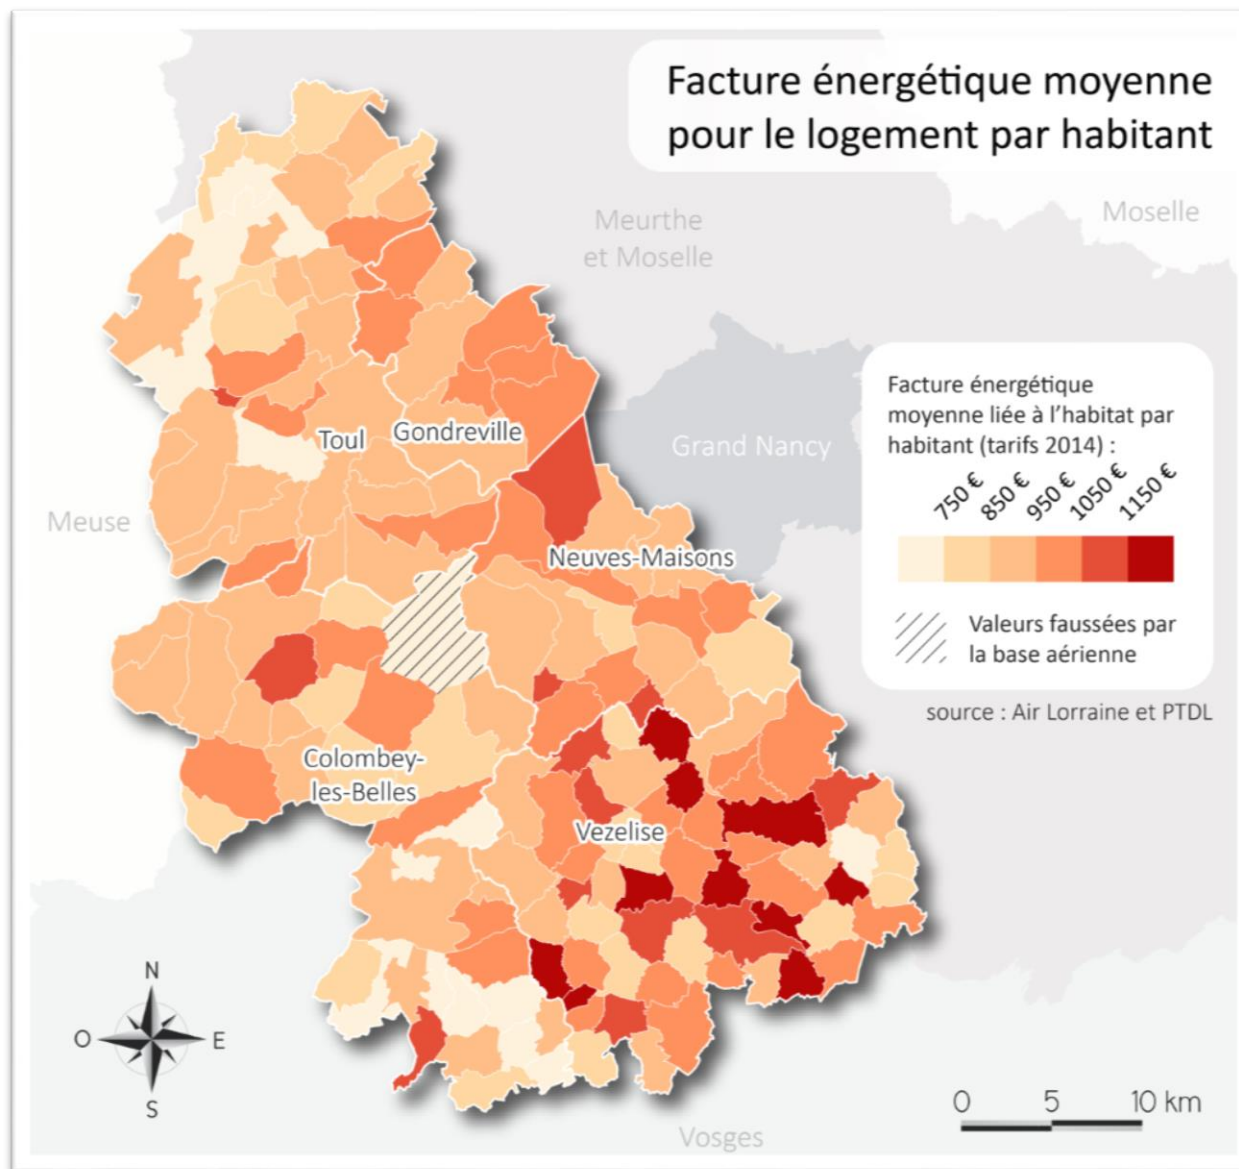 Facture énergétique moyenne
pour le logement par habitant
Moselle
Meurthe
et Moselle
Facture énergétique
moyenne liée à l'habitat par
habitant (tarifs 2014) :
750 €
850 €
950 €
1050 €
1150 €
Valeurs faussées par
la base aérienne
source : Air Lorraine et PTDL
Grand Nancy
Toul
Gondreville
Meuse
Neuves-Maisons
Colombey-
les-Belles
Vezelise
N
O
E
S
0
5
10 km
Vosges